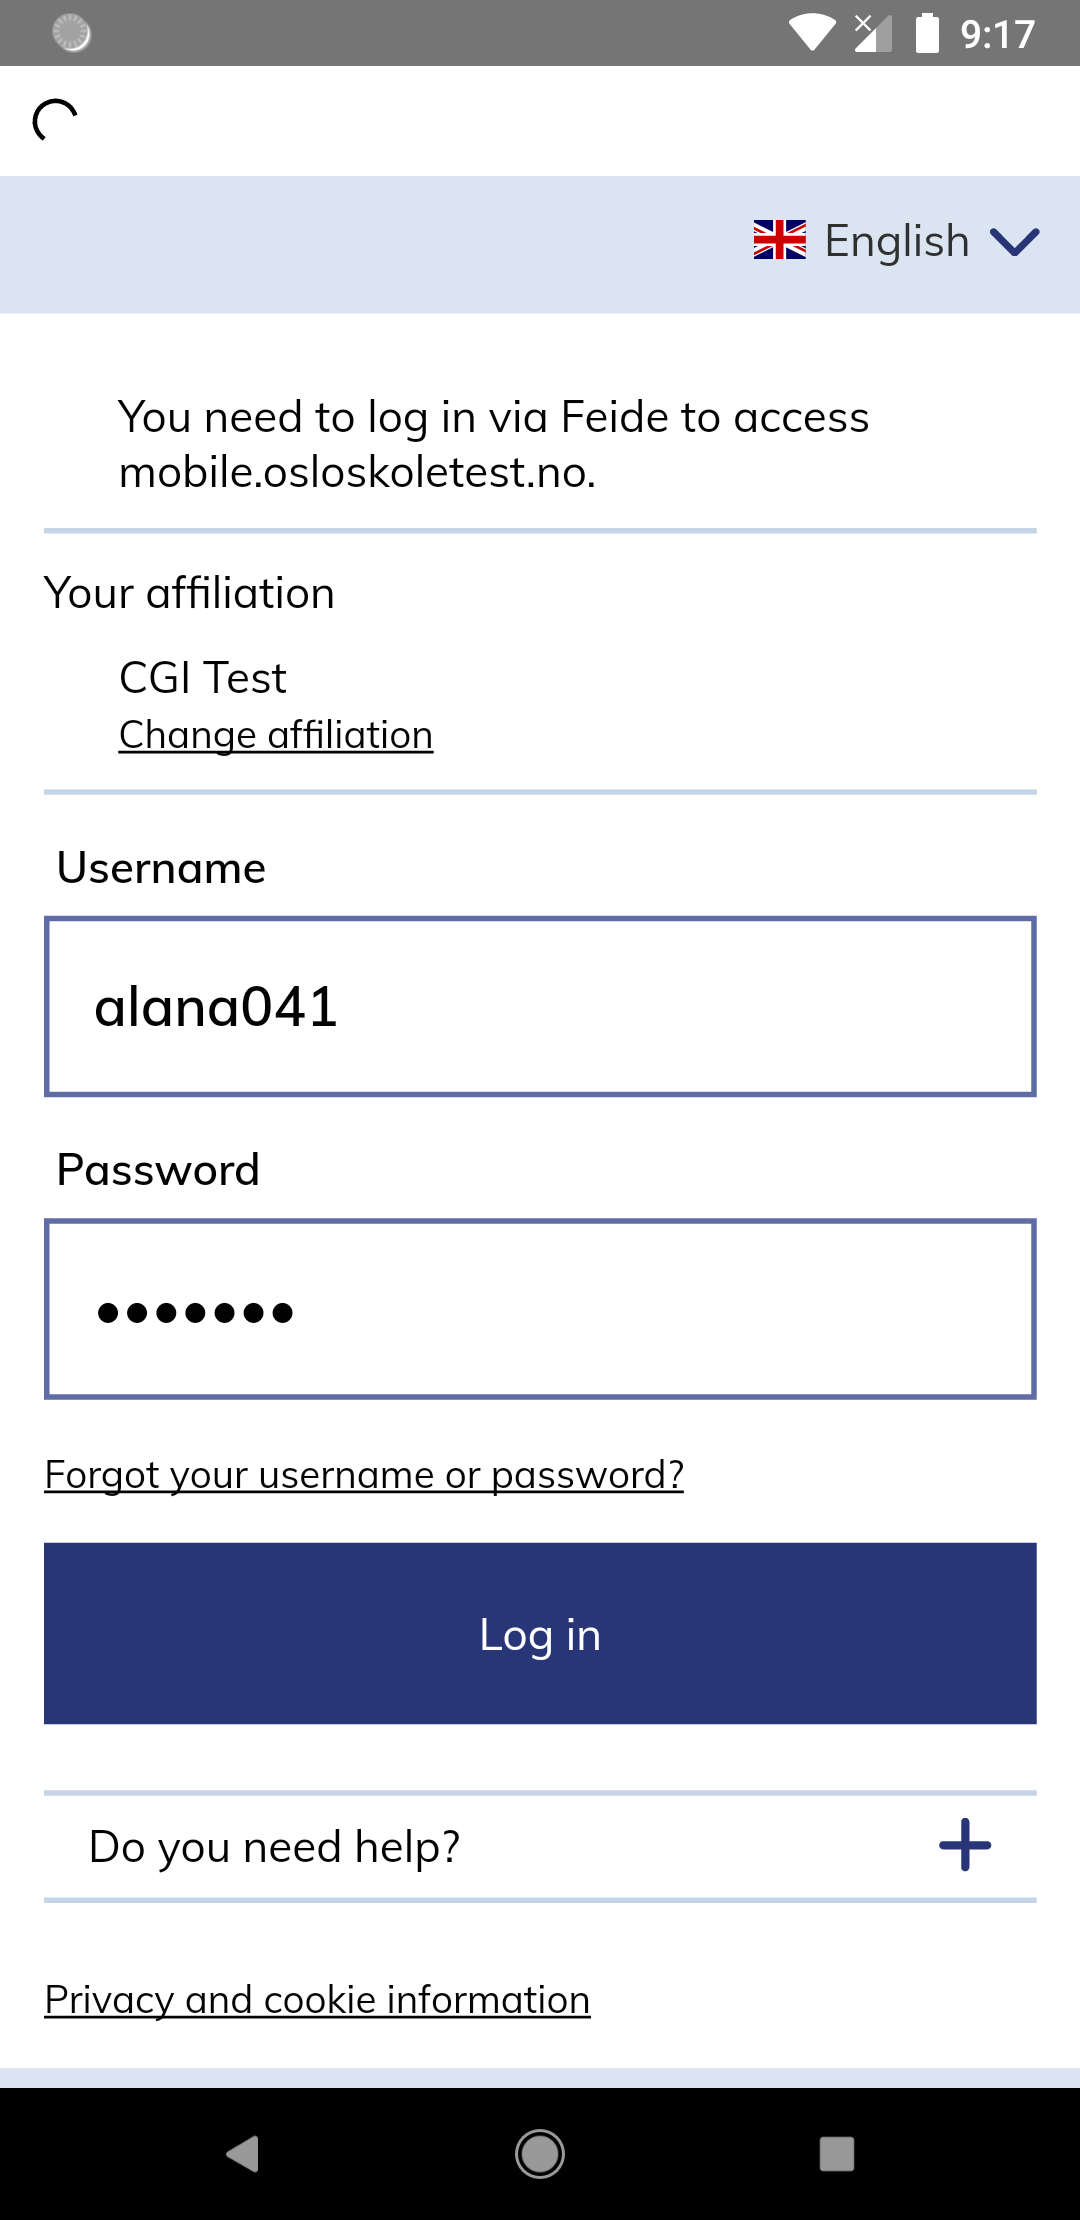 9:17
English
You need to log in via Feide to access
mobile.osloskoletest.no.
Your affiliation
CGI Test
Change affiliation
Username
alana041
Password
•••••••
Forgot your username or password?
Log in
Do you need help?
Privacy and cookie information